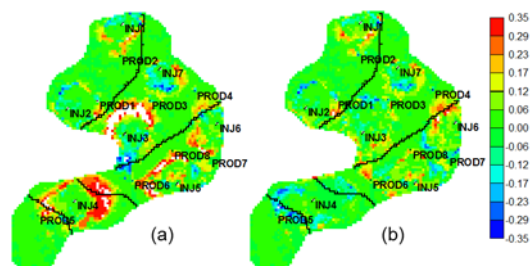 INJ1
PROD2
INJ7
PROD4
INJ2
PROD1
PROD3
INJ6
INJ3
PROD8
PROD7
PROD6
INJ5
INJ4
PROD5
(a)
INJ1
PROD2
INJ7
PROD4
INJ2
PROD1
PROD3
INJ6
INJ3
PROD8
PROD7
PROD6
INJ5
INJ4
PROD5
(b)
0.35
0.29
0.23
0.17
0.12
0.06
0.00
-0.06
-0.12
-0.17
-0.23
-0.29
-0.35